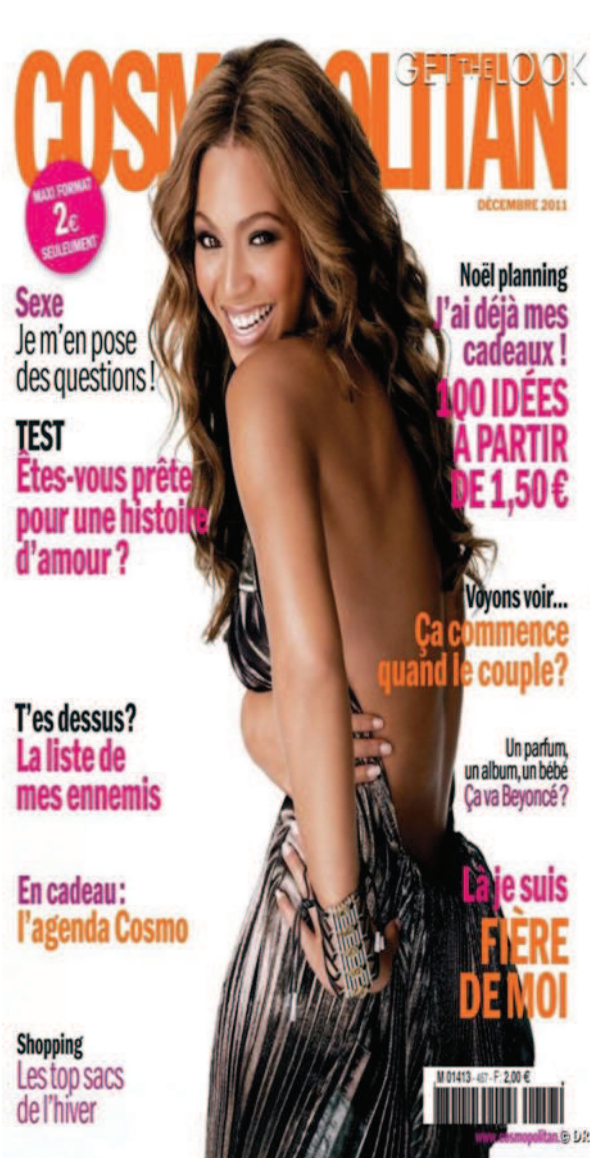 COSMOPOLITAN
GET THE LOOK
DÉCEMBRE 2011
MAXI FORMAT
2€
SEULEMENT
Sexe
Je m'en pose
des questions !
TEST
Êtes-vous prête
pour une histoire
d'amour ?
T'es dessus?
La liste de
mes ennemis
En cadeau :
l'agenda Cosmo
Shopping
Les top sacs
de l'hiver
Noël planning
J'ai déjà mes
cadeaux !
100 IDÉES
À PARTIR
DE 1,50€
Voyons voir...
Ça commence
quand le couple?
Un parfum,
un album, un bébé
Ça va Beyoncé ?
Là je suis
FIÈRE
DE MOI
M 01413 - 457 - F: 2,00 €
www.cosmopolitan.
© DR